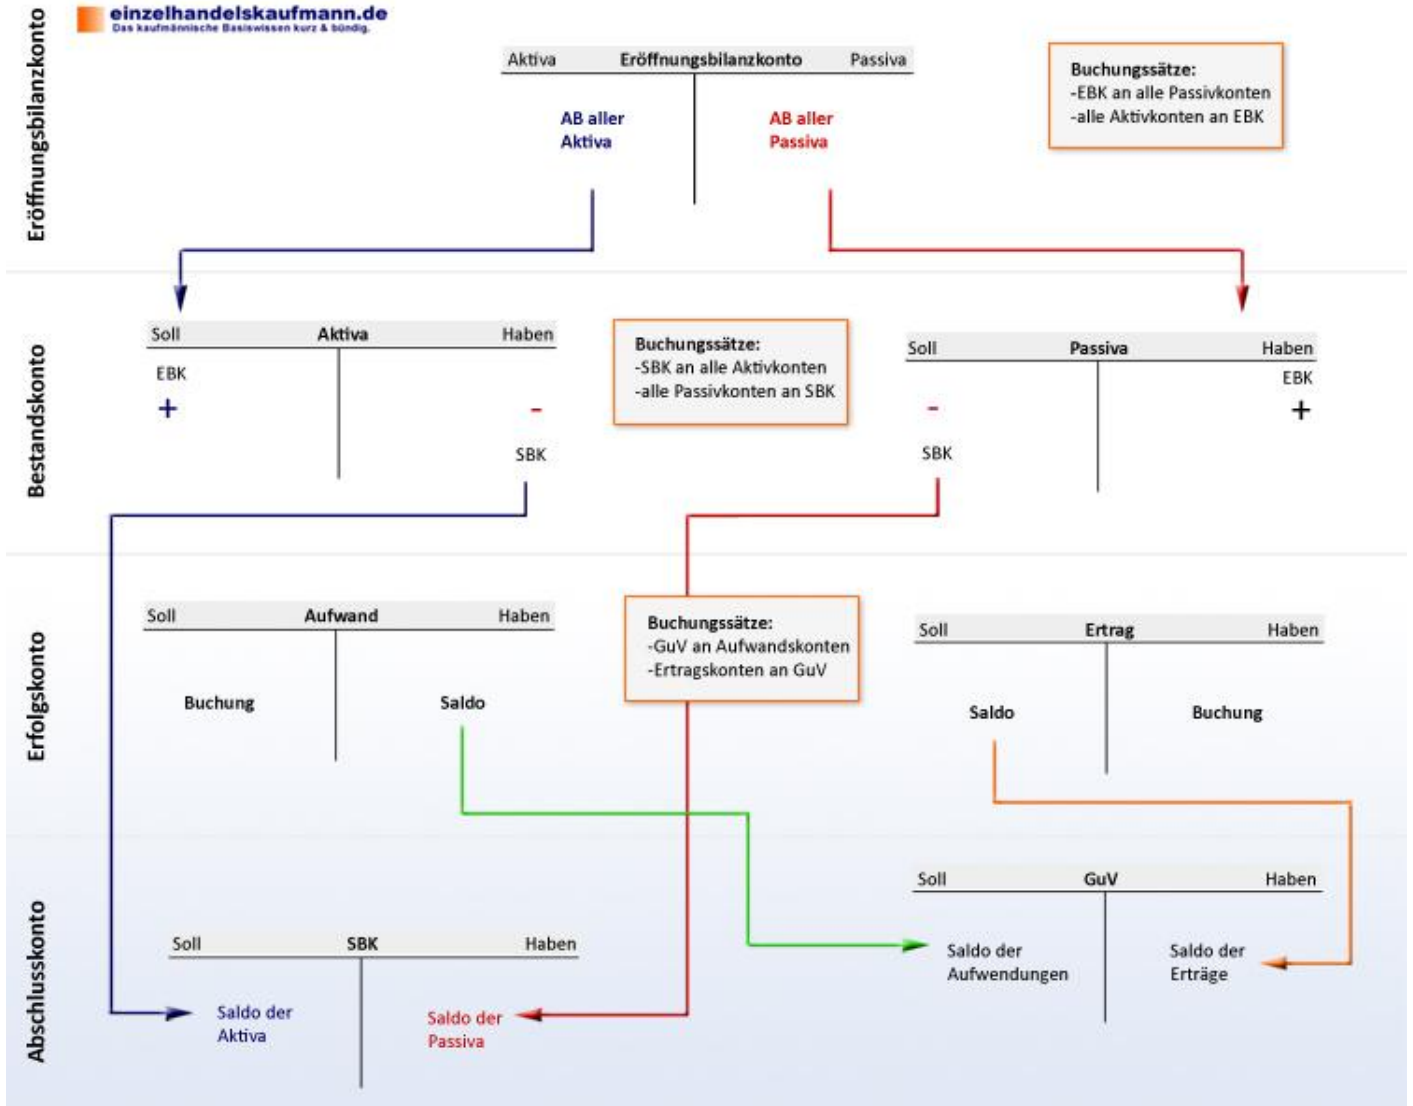 einzelhandelskaufmann.de
Das kaufmännische Basiswissen kurz & bündig.
Eröffnungsbilanzkonto
Aktiva Eröffnungsbilanzkonto Passiva
AB aller
Aktiva
AB aller
Passiva
Buchungssätze:
-EBK an alle Passivkonten
-alle Aktivkonten an EBK
Bestandskonto
Soll Aktiva Haben
EBK
+
-
SBK
Buchungssätze:
-SBK an alle Aktivkonten
-alle Passivkonten an SBK
Soll Passiva Haben
EBK
-
+
SBK
Erfolgskonto
Soll Aufwand Haben
Buchung Saldo
Buchungssätze:
-GuV an Aufwandskonten
-Ertragskonten an GuV
Soll Ertrag Haben
Saldo Buchung
Abschlusskonto
Soll SBK Haben
Saldo der
Aktiva
Saldo der
Passiva
Soll GuV Haben
Saldo der
Aufwendungen
Saldo der
Erträge